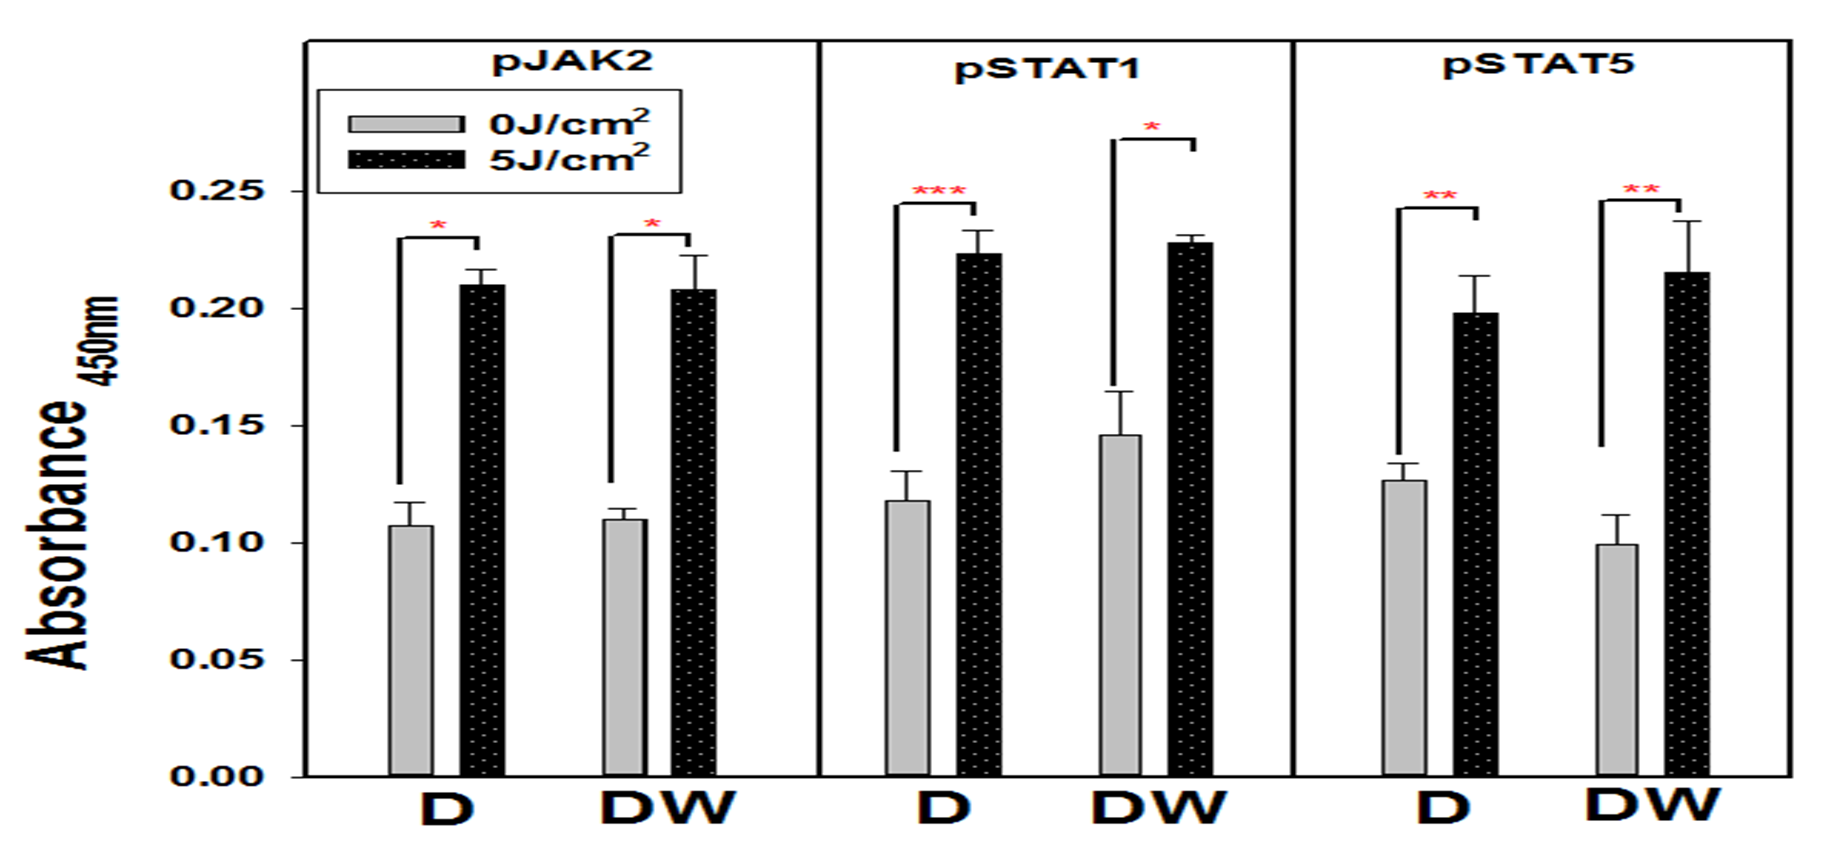 pJAK2
pSTAT1
pSTAT5
0J/cm²
5J/cm²
*
*
***
*
**
**
0.25
0.20
0.15
0.10
0.05
0.00
Absorbance 450nm
D
DW
D
DW
D
DW